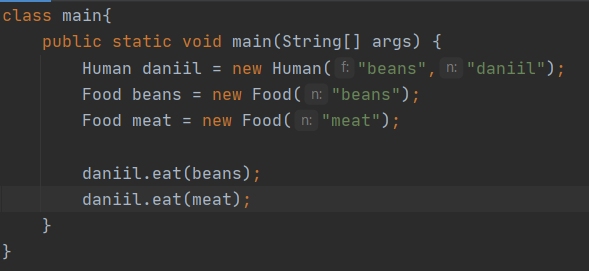 class main{
public static void main(String[] args) {
Human daniil = new Human( f: "beans", n: "daniil");
Food beans = new Food( n: "beans");
Food meat = new Food( n: "meat");
daniil.eat(beans);
daniil.eat(meat);
}
}